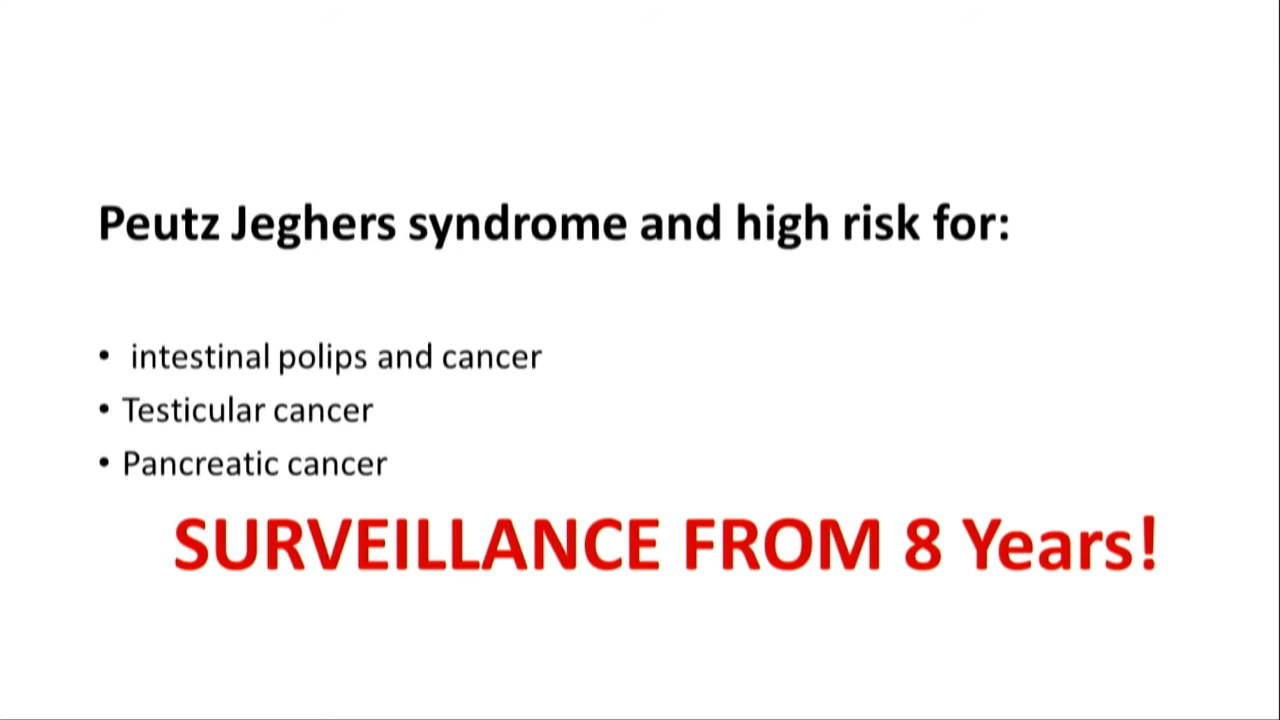 Peutz Jeghers syndrome and high risk for:
• intestinal polips and cancer
• Testicular cancer
• Pancreatic cancer
SURVEILLANCE FROM 8 Years!